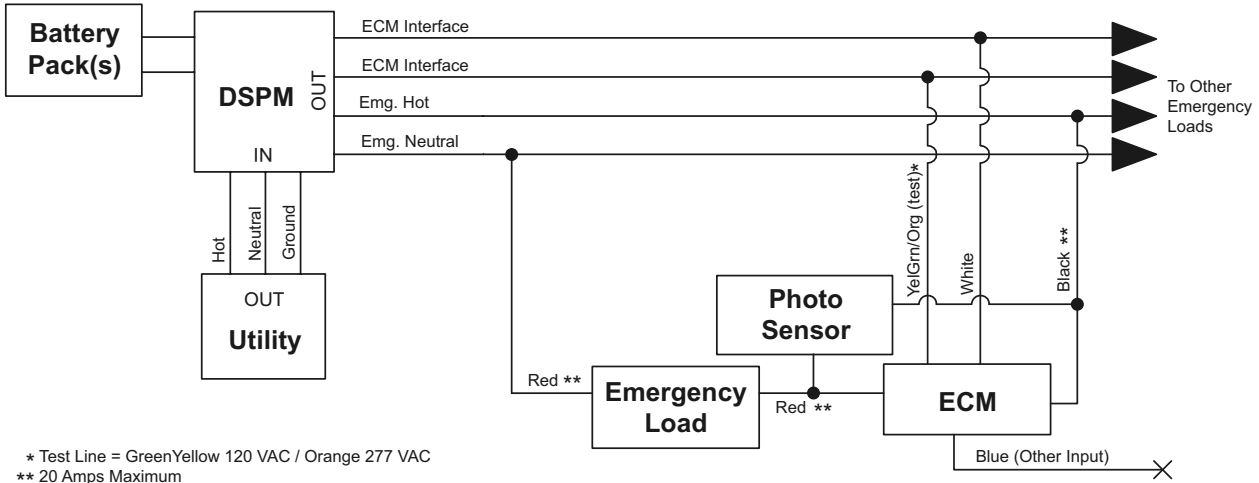 Battery
Pack(s)
DSPM
OUT
IN
ECM Interface
ECM Interface
Emg. Hot
Emg. Neutral
To Other
Emergency
Loads
Hot
Neutral
Ground
OUT
Utility
YelGrn/Org (test)*
White
Black **
Photo
Sensor
Red **
Emergency
Load
Red **
ECM
Blue (Other Input)
* Test Line = GreenYellow 120 VAC / Orange 277 VAC
** 20 Amps Maximum